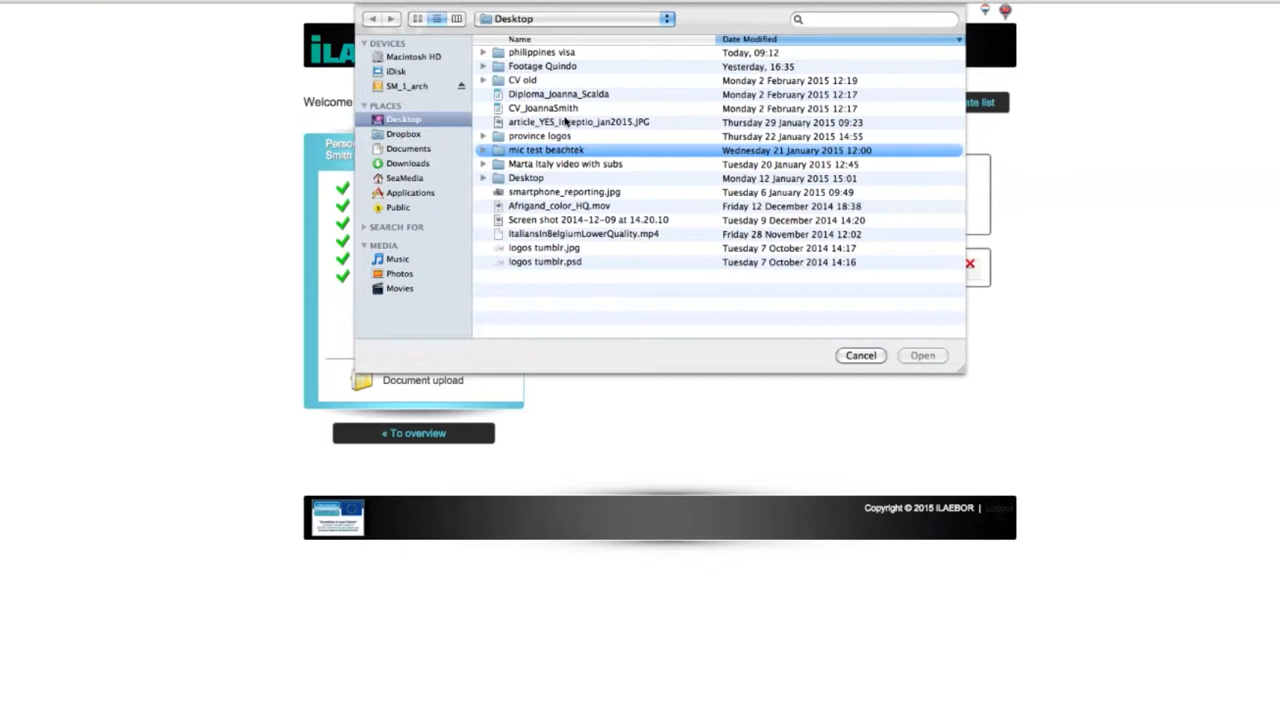 Desktop
iLAE
DEVICES
Macintosh HD
iDisk
SM_1_arch
PLACES
Desktop
Dropbox
Documents
Downloads
SeaMedia
Applications
Public
SEARCH FOR
MEDIA
Music
Photos
Movies
Name Date Modified
philippines visa Today, 09:12
Footage Quindo Yesterday, 16:35
CV old Monday 2 February 2015 12:19
Diploma_Joanna_Scalda Monday 2 February 2015 12:17
CV_JoannaSmith Monday 2 February 2015 12:17
article_YES_Inceptio_jan2015.JPG Thursday 29 January 2015 09:23
province logos Thursday 22 January 2015 14:55
mic test beachtek Wednesday 21 January 2015 12:00
Marta Italy video with subs Tuesday 20 January 2015 12:45
Desktop Monday 12 January 2015 15:01
smartphone_reporting.jpg Tuesday 6 January 2015 09:49
Afrigand_color_HQ.mov Friday 12 December 2014 18:38
Screen shot 2014-12-09 at 14.20.10 Tuesday 9 December 2014 14:20
ItaliansInBelgiumLowerQuality.mp4 Friday 28 November 2014 12:02
logos tumblr.jpg Tuesday 7 October 2014 14:17
logos tumblr.psd Tuesday 7 October 2014 14:16
Cancel Open
Welcome
ate list
Perso
Smith
Document upload
« To overview
Copyright © 2015 ILAEBOR | Logout